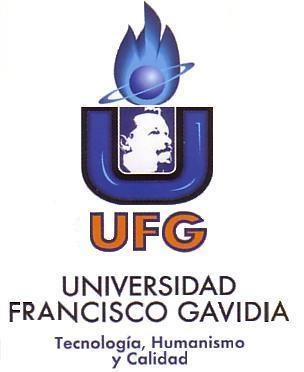 UFG
UNIVERSIDAD
FRANCISCO GAVIDIA
Tecnología, Humanismo
y Calidad